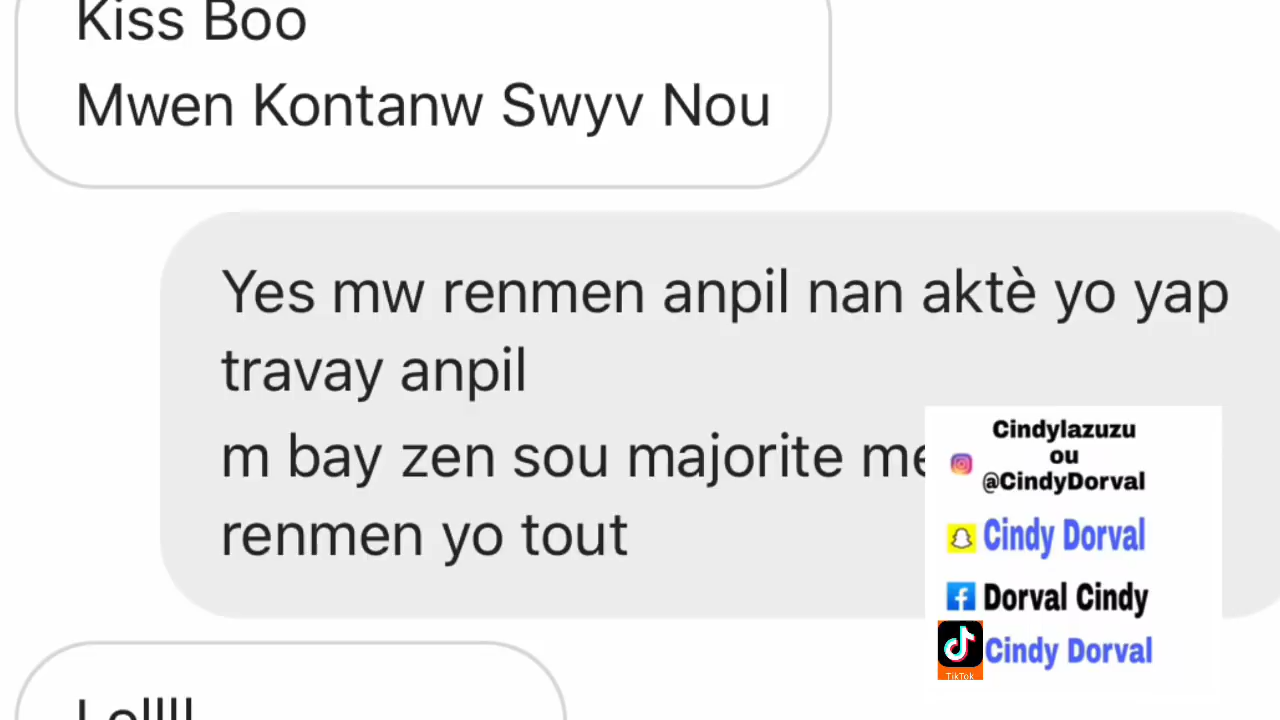 Kiss Boo
Mwen Kontanw Swyv Nou
Yes mw renmen anpil nan aktè yo yap
travay anpil
m bay zen sou majorite
renmen yo tout
Cindylazuzu
ou
@CindyDorval
Cindy Dorval
Dorval Cindy
Cindy Dorval
TikTok
Lolllll